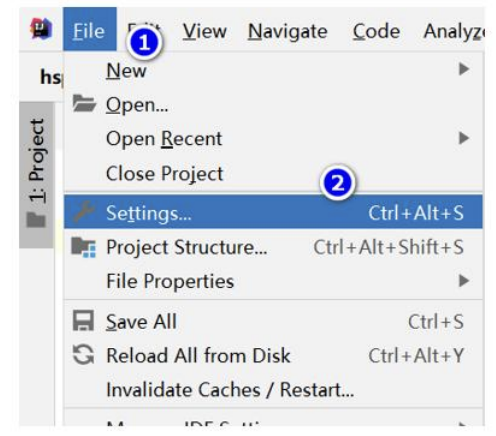 File View Navigate Code Analyze
1
hs
New
Open...
Open Recent
Close Project
1: Project
2
Settings... Ctrl+Alt+S
Project Structure... Ctrl+Alt+Shift+S
File Properties
Save All Ctrl+S
Reload All from Disk Ctrl+Alt+Y
Invalidate Caches / Restart...